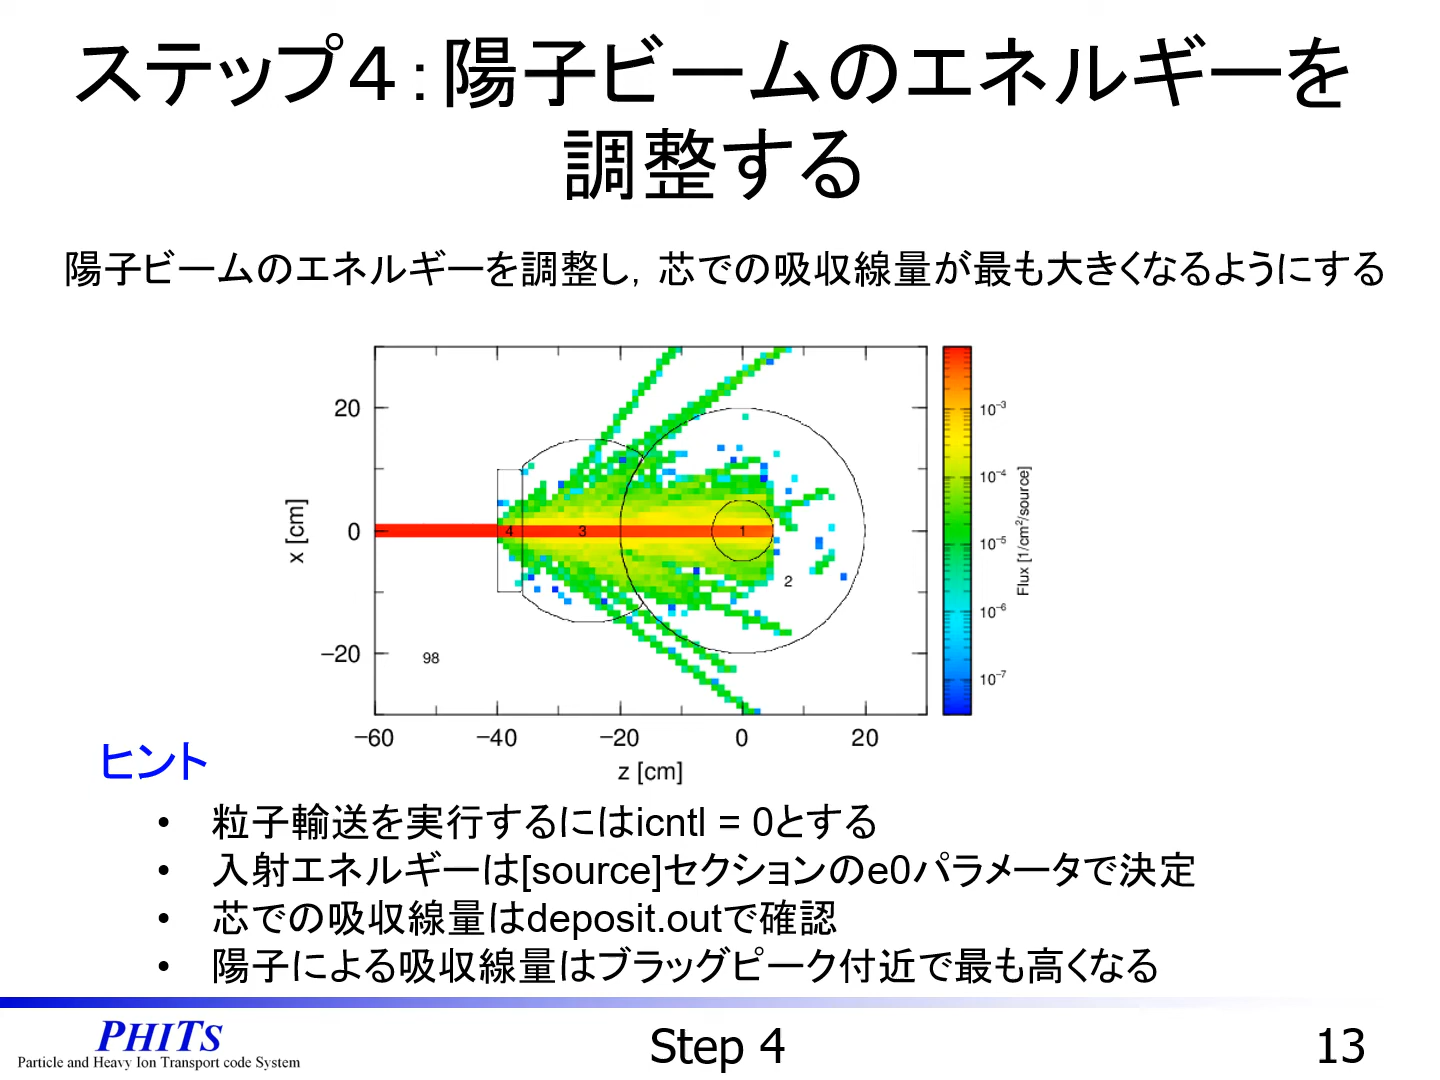 ステップ4:陽子ビームのエネルギーを
調整する
陽子ビームのエネルギーを調整し，芯での吸収線量が最も大きくなるようにする
20
0
−20
x [cm]
4
3
1
2
98
−60
−40
−20
0
20
z [cm]
10−3
10−4
10−5
10−6
10−7
Flux [1/cm2/source]
ヒント
• 粒子輸送を実行するにはicntl = 0とする
• 入射エネルギーは[source]セクションのe0パラメータで決定
• 芯での吸収線量はdeposit.outで確認
• 陽子による吸収線量はブラッグピーク付近で最も高くなる
PHITS
Particle and Heavy Ion Transport code System
Step 4
13